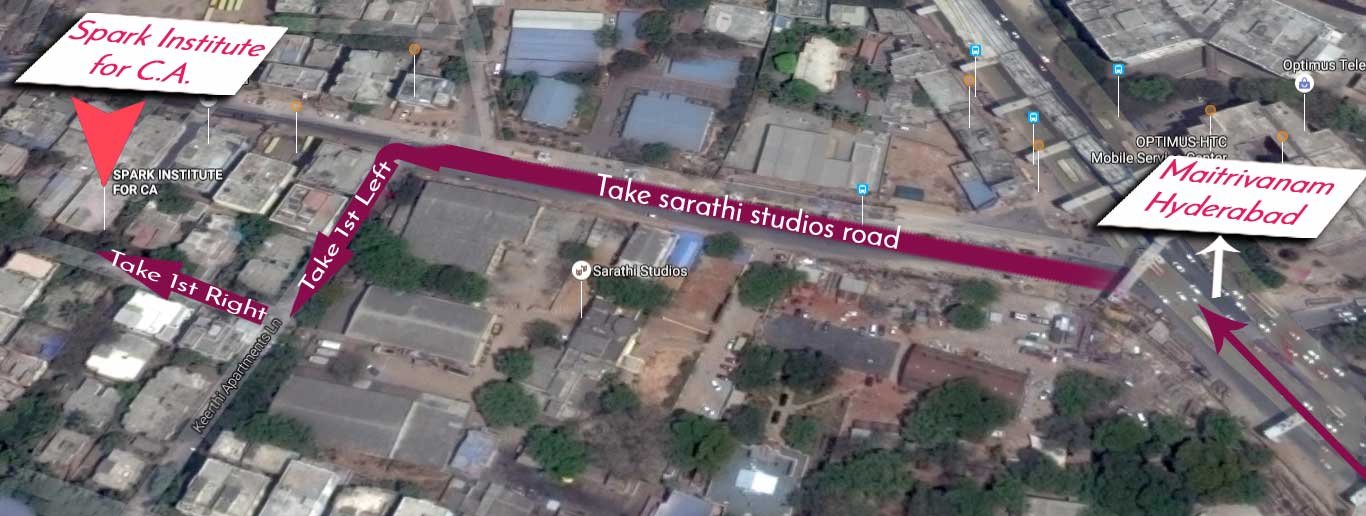 Spark Institute
for C.A.
SPARK INSTITUTE
FOR CA
Take 1st Right
Take 1st Left
Keerthi Apartments Ln
Take sarathi studios road
Sarathi Studios
Optimus Tele
OPTIMUS-HTC
Mobile Service Center
Maitrivanam
Hyderabad